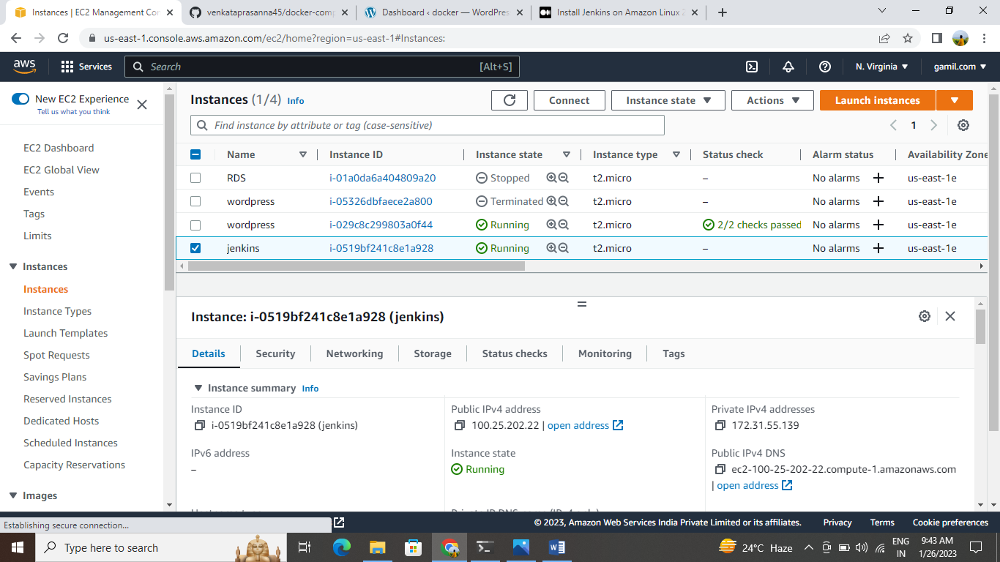 Instances | EC2 Management Con
venkataprasanna45/docker-comp
Dashboard ‹ docker — WordPres
Install Jenkins on Amazon Linux 2
us-east-1.console.aws.amazon.com/ec2/home?region=us-east-1#Instances:
aws
Services
Search
[Alt+S]
N. Virginia
gamil.com
New EC2 Experience
Tell us what you think
EC2 Dashboard
EC2 Global View
Events
Tags
Limits
Instances
Instances
Instance Types
Launch Templates
Spot Requests
Savings Plans
Reserved Instances
Dedicated Hosts
Scheduled Instances
Capacity Reservations
Images
Instances (1/4) Info
Connect
Instance state
Actions
Launch instances
Find instance by attribute or tag (case-sensitive)
1
Name Instance ID Instance state Instance type Status check Alarm status Availability Zone
RDS i-01a0da6a404809a20 Stopped t2.micro – No alarms us-east-1e
wordpress i-05326dbfaece2a800 Terminated t2.micro – No alarms us-east-1e
wordpress i-029c8c299803a0f44 Running t2.micro 2/2 checks passed No alarms us-east-1e
jenkins i-0519bf241c8e1a928 Running t2.micro – No alarms us-east-1e
Instance: i-0519bf241c8e1a928 (jenkins)
Details Security Networking Storage Status checks Monitoring Tags
Instance summary Info
Instance ID
i-0519bf241c8e1a928 (jenkins)
Public IPv4 address
100.25.202.22 | open address
Private IPv4 addresses
172.31.55.139
IPv6 address
–
Instance state
Running
Public IPv4 DNS
ec2-100-25-202-22.compute-1.amazonaws.com
| open address
Establishing secure connection...
© 2023, Amazon Web Services India Private Limited or its affiliates.
Privacy
Terms
Cookie preferences
Type here to search
24°C Haze
ENG
IN
9:43 AM
1/26/2023